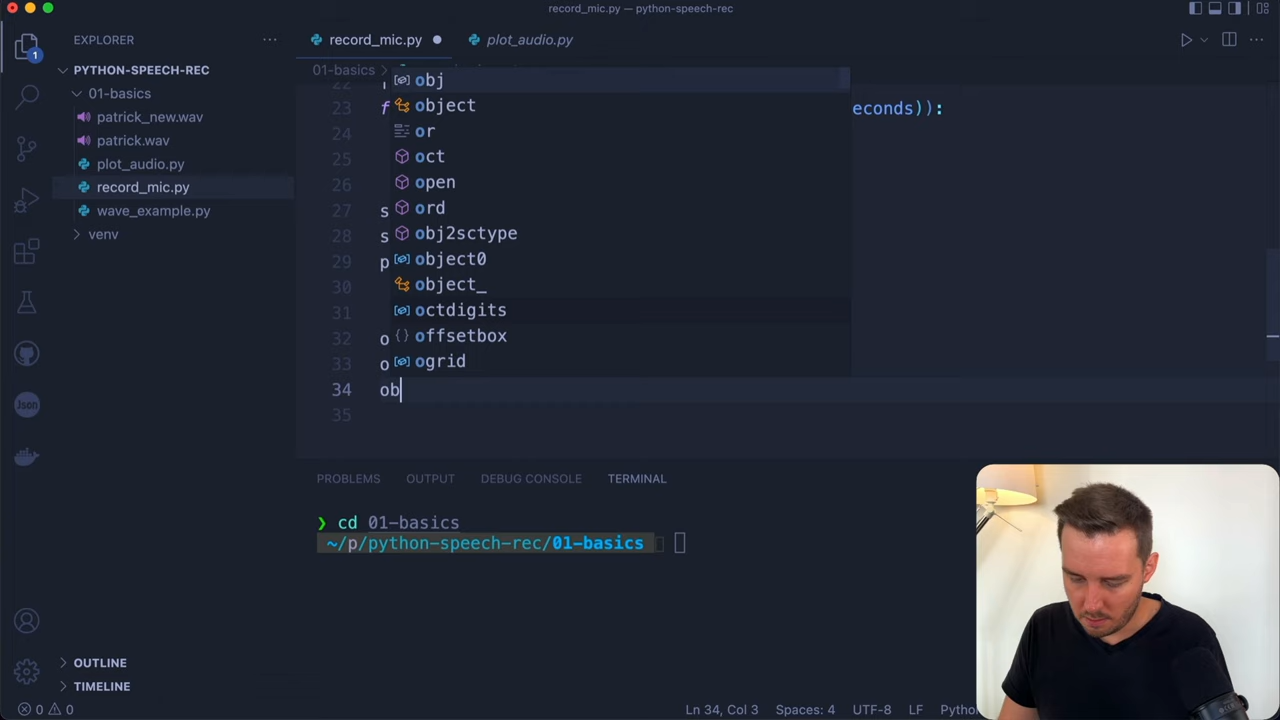 record_mic.py — python-speech-rec
EXPLORER
record_mic.py
plot_audio.py
PYTHON-SPEECH-REC
01-basics
01-basics
patrick_new.wav
patrick.wav
plot_audio.py
record_mic.py
wave_example.py
venv
1
Json
23 f econds)):
24
25
26
27 s
28 s
29 p
30
31
32 o
33 o
34 ob
35
obj
object
or
oct
open
ord
obj2sctype
object0
object_
octdigits
offsetbox
ogrid
PROBLEMS OUTPUT DEBUG CONSOLE TERMINAL
❯ cd 01-basics
~/p/python-speech-rec/01-basics
OUTLINE
TIMELINE
0 0 Ln 34, Col 3 Spaces: 4 UTF-8 LF Python